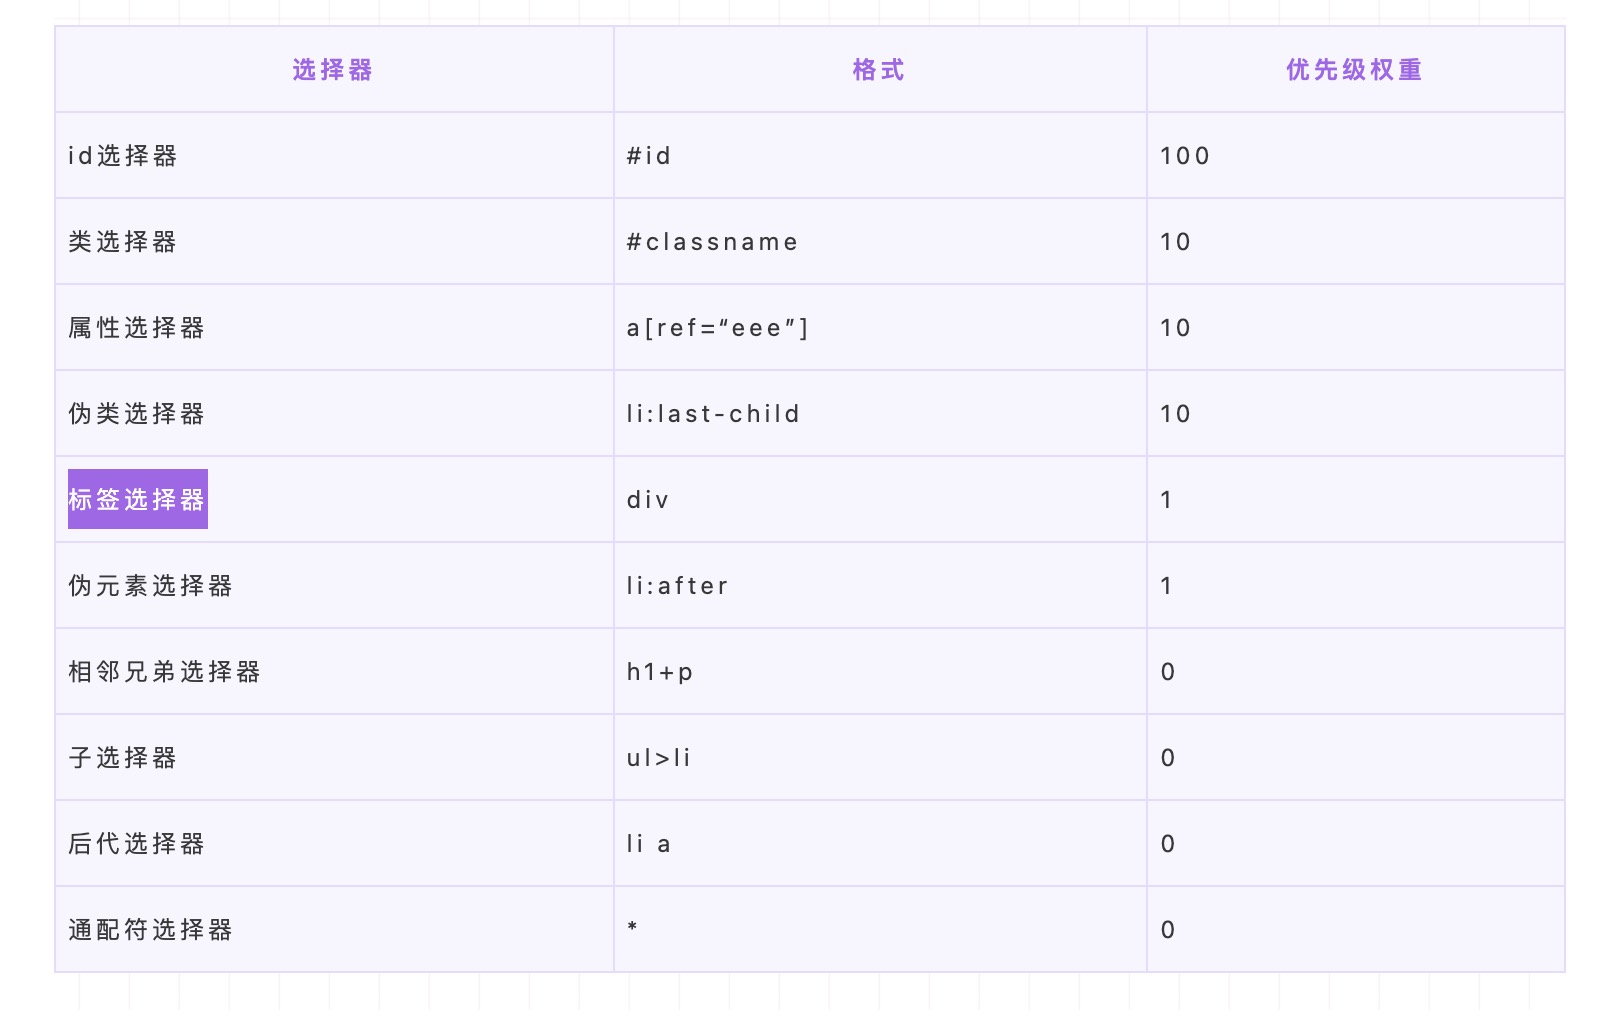 选择器 格式 优先级权重
id选择器 #id 100
类选择器 #classname 10
属性选择器 a[ref=“eee”] 10
伪类选择器 li:last-child 10
标签选择器 div 1
伪元素选择器 li:after 1
相邻兄弟选择器 h1+p 0
子选择器 ul>li 0
后代选择器 li a 0
通配符选择器 * 0